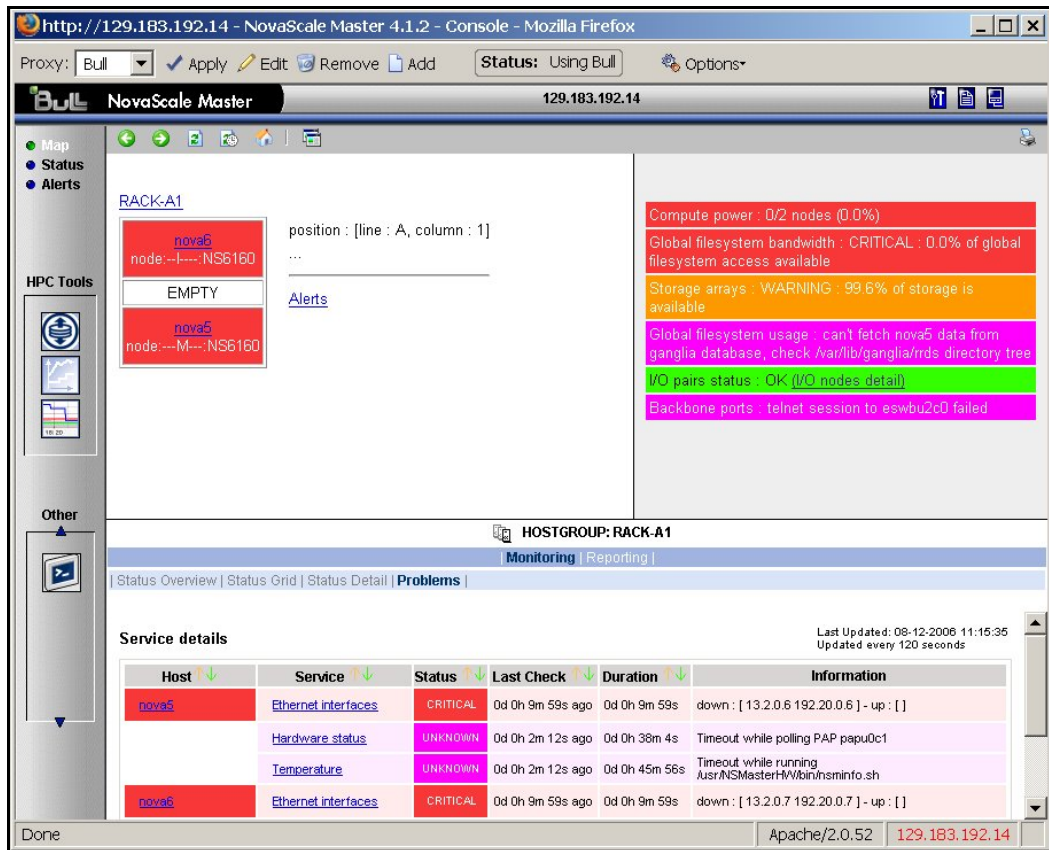 http://129.183.192.14 - NovaScale Master 4.1.2 - Console - Mozilla Firefox
Proxy: Bull Apply Edit Remove Add Status: Using Bull Options
Bull NovaScale Master 129.183.192.14
Map
Status
Alerts
HPC Tools
Other
RACK-A1
nova6
node:--I----:NS6160
EMPTY
nova5
node:---M---:NS6160
position : [line : A, column : 1]
...
Alerts
Compute power : 0/2 nodes (0.0%)
Global filesystem bandwidth : CRITICAL : 0.0% of global
filesystem access available
Storage arrays : WARNING : 99.6% of storage is
available
Global filesystem usage : can't fetch nova5 data from
ganglia database, check /var/lib/ganglia/rrds directory tree
I/O pairs status : OK (I/O nodes detail)
Backbone ports : telnet session to eswbu2c0 failed
HOSTGROUP: RACK-A1
| Monitoring | Reporting |
| Status Overview | Status Grid | Status Detail | Problems |
Service details
Last Updated: 08-12-2006 11:15:35
Updated every 120 seconds
Host Service Status Last Check Duration Information
nova5 Ethernet interfaces CRITICAL 0d 0h 9m 59s ago 0d 0h 9m 59s down : [ 13.2.0.6 192.20.0.6 ] - up : [ ]
Hardware status UNKNOWN 0d 0h 2m 12s ago 0d 0h 38m 4s Timeout while polling PAP papu0c1
Temperature UNKNOWN 0d 0h 2m 12s ago 0d 0h 45m 56s Timeout while running
/usr/NSMasterHW/bin/nsminfo.sh
nova6 Ethernet interfaces CRITICAL 0d 0h 9m 59s ago 0d 0h 9m 59s down : [ 13.2.0.7 192.20.0.7 ] - up : [ ]
Done Apache/2.0.52 129.183.192.14